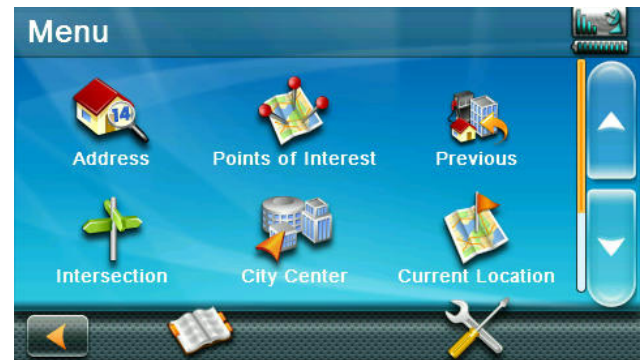 Menu
14
Address
Points of Interest
Previous
Intersection
City Center
Current Location